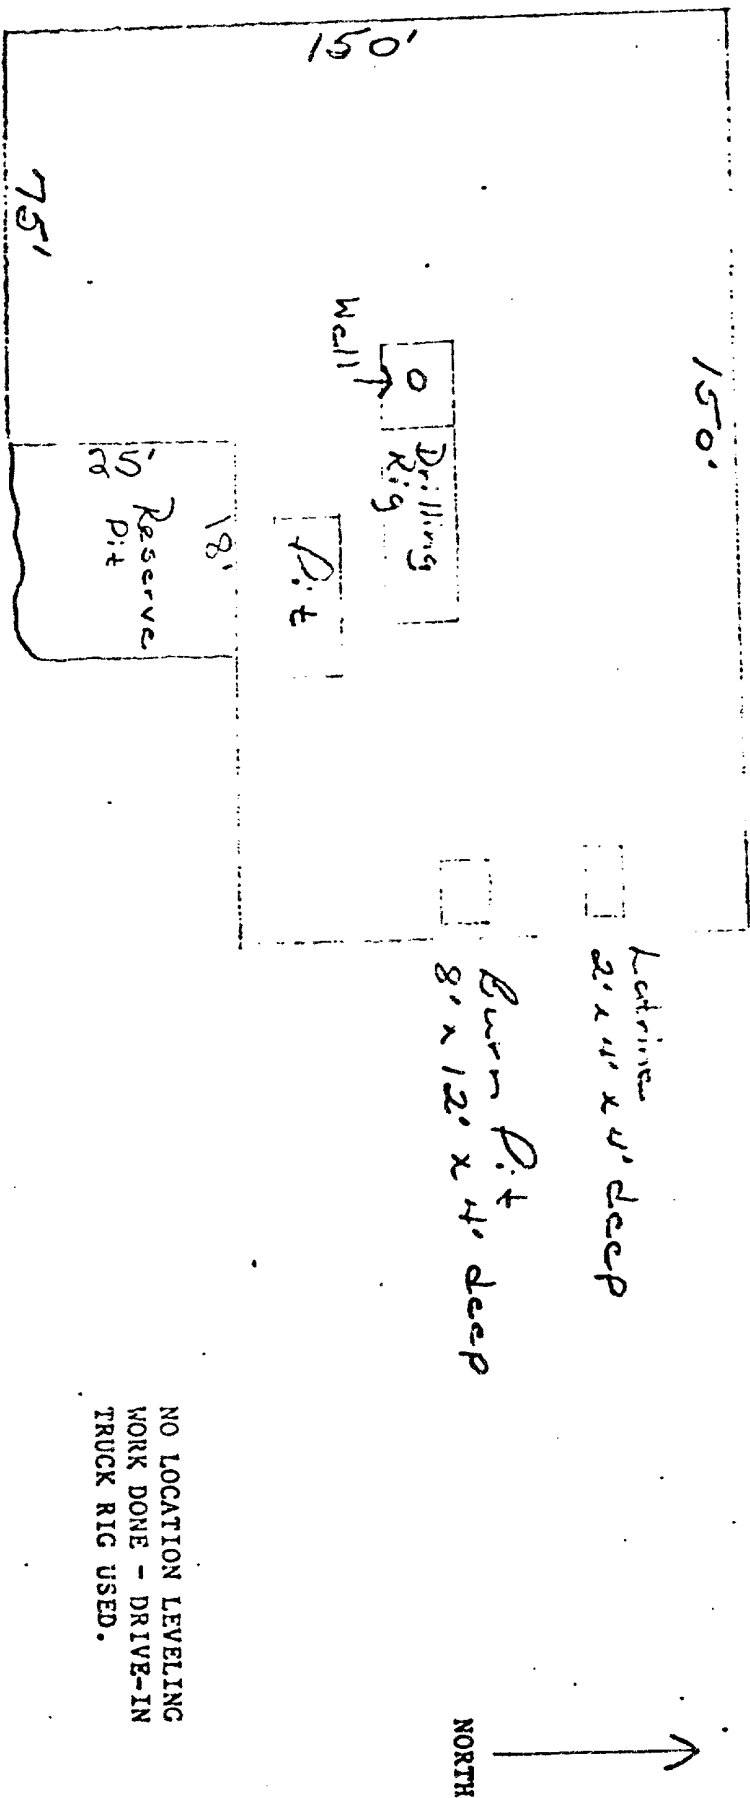 150'
150'
75'
Well
O
Drilling
Rig
Pit
18'
25'
Reserve
Pit
Latrine
2' x 4' x 4' deep
Burn Pit
8' x 12' x 4' deep
NO LOCATION LEVELING
WORK DONE - DRIVE-IN
TRUCK RIG USED.
NORTH